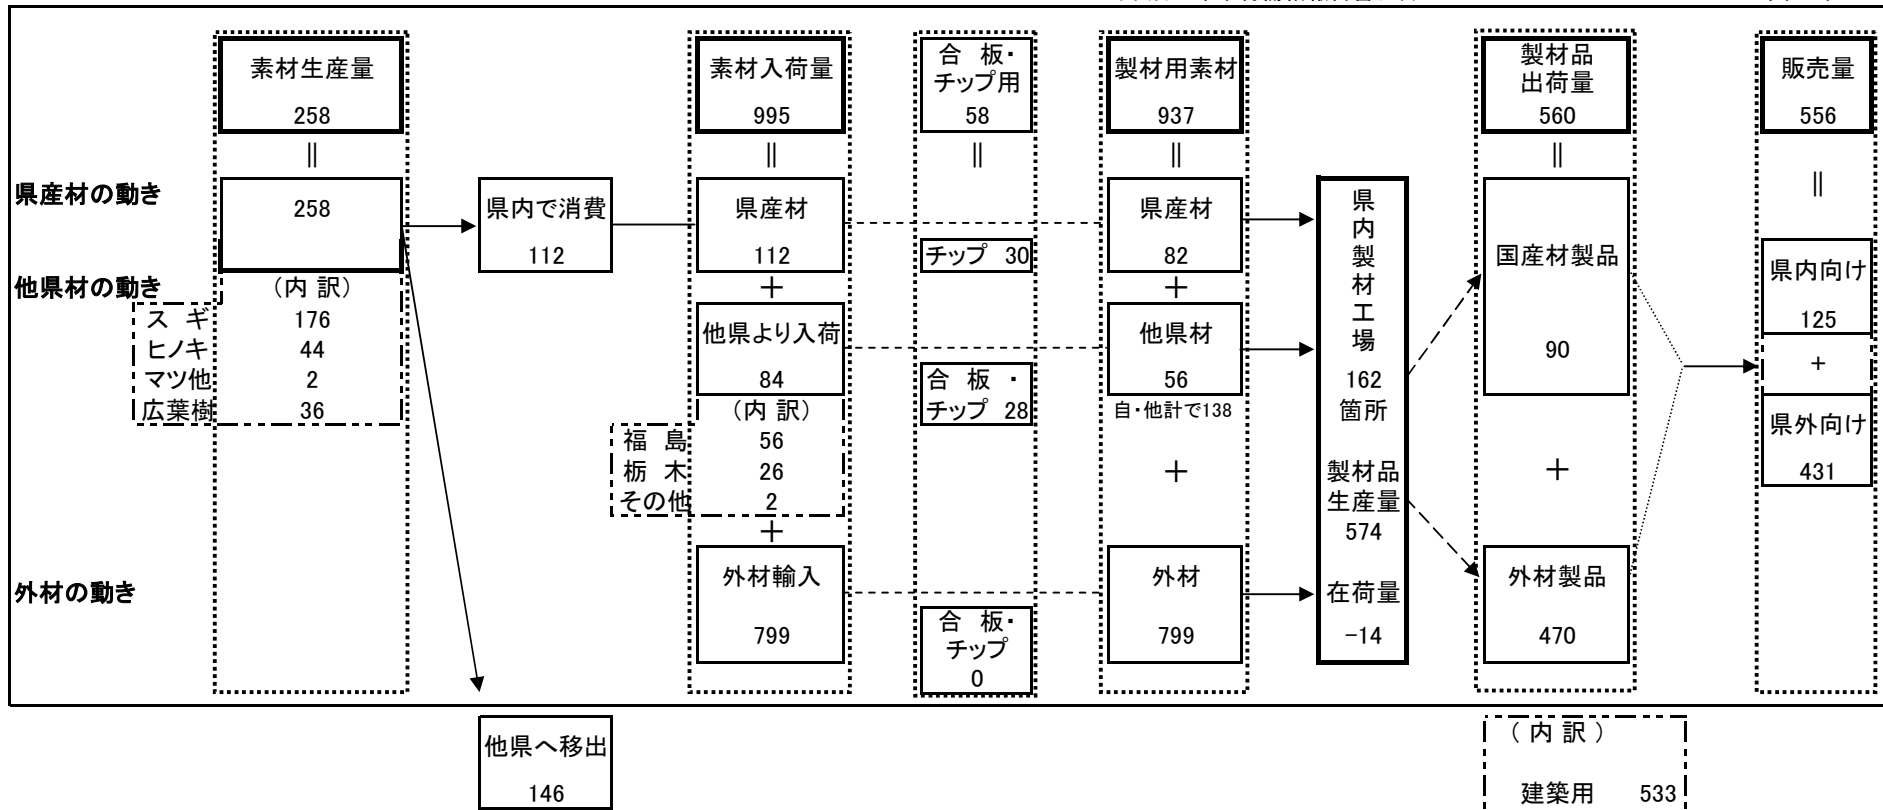 素材生産量
258
∥
258
(内 訳)
ス ギ 176
ヒノキ 44
マツ他 2
広葉樹 36
県産材の動き
他県材の動き
外材の動き
県内で消費
112
他県へ移出
146
素材入荷量
995
∥
県産材
112
+
他県より入荷
84
(内 訳)
福 島 56
栃 木 26
その他 2
+
外材輸入
799
合 板・
チップ用
58
∥
チップ 30
合 板 ・
チップ 28
合 板・
チップ
0
製材用素材
937
∥
県産材
82
+
他県材
56
自・他計で138
+
外材
799
県内製材工場
162
箇所
製材品
生産量
574
在荷量
-14
製材品
出荷量
560
∥
国産材製品
90
+
外材製品
470
(内 訳)
建築用 533
販売量
556
∥
県内向け
125
+
県外向け
431